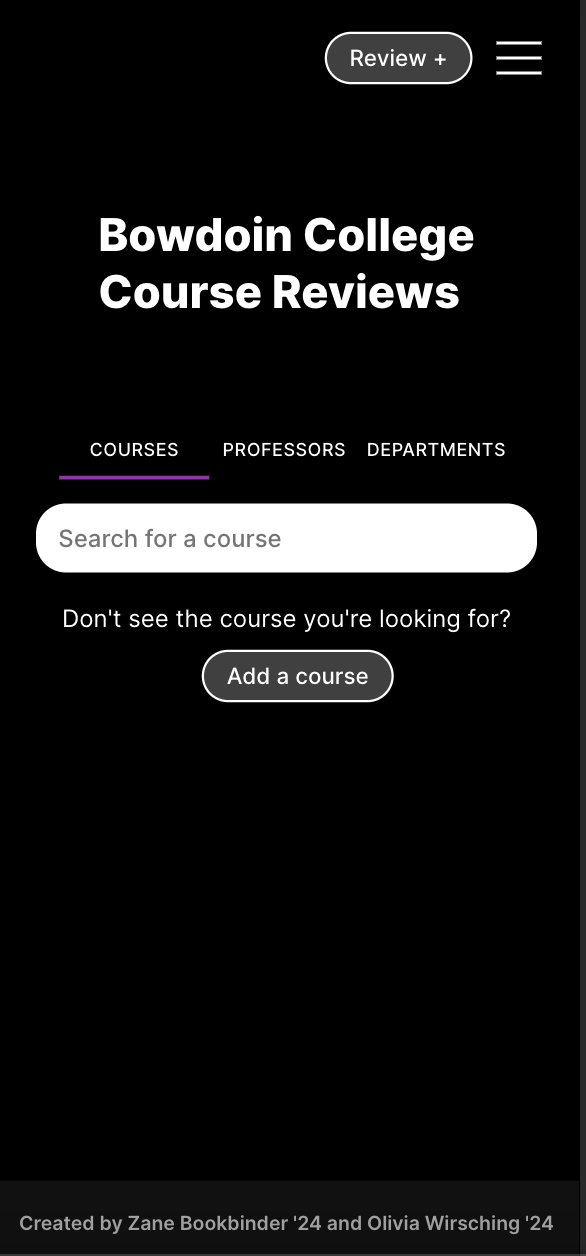 Review +
Bowdoin College
Course Reviews
COURSES PROFESSORS DEPARTMENTS
Search for a course
Don't see the course you're looking for?
Add a course
Created by Zane Bookbinder '24 and Olivia Wirsching '24